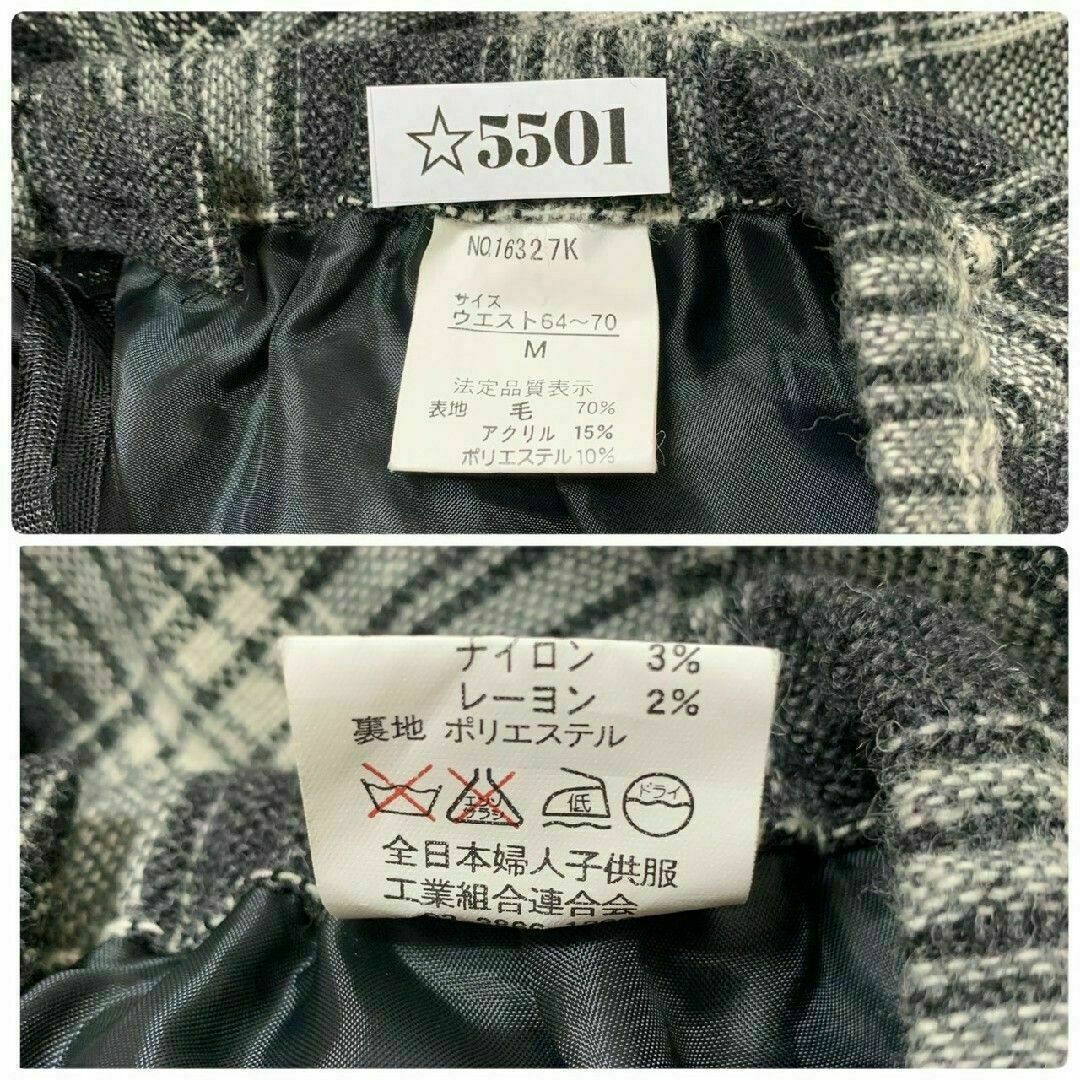 ☆5501
NO.16327K
サイズ
ウエスト64〜70
M
法定品質表示
表地 毛 70%
アクリル 15%
ポリエステル10%
ナイロン 3%
レーヨン 2%
裏地 ポリエステル
エンソ サラシ 低 ドライ
全日本婦人子供服
工業組合連合会